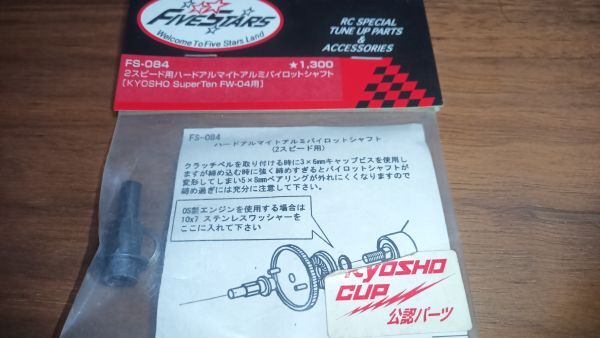 FIVESTARS
Welcome To Five Stars Land
RC SPECIAL
TUNE UP PARTS
&
ACCESSORIES
FS-084
★1,300
2スピード用ハードアルマイトアルミパイロットシャフト
[KYOSHO SuperTen FW-04用]
FS-084
ハードアルマイトアルミパイロットシャフト
(2スピード用)
クラッチベルを取り付ける時に3×6mmキャップビスを使用し
ますが締め込む時に強く締めすぎるとパイロットシャフトが
変形してしまい5×8mmベアリングが外れにくくなりますので
締め過ぎには充分に注意して下さい。
OS製エンジンを使用する場合は
10x7 ステンレスワッシャーを
ここに入れて下さい
KYOSHO
CUP
公認パーツ